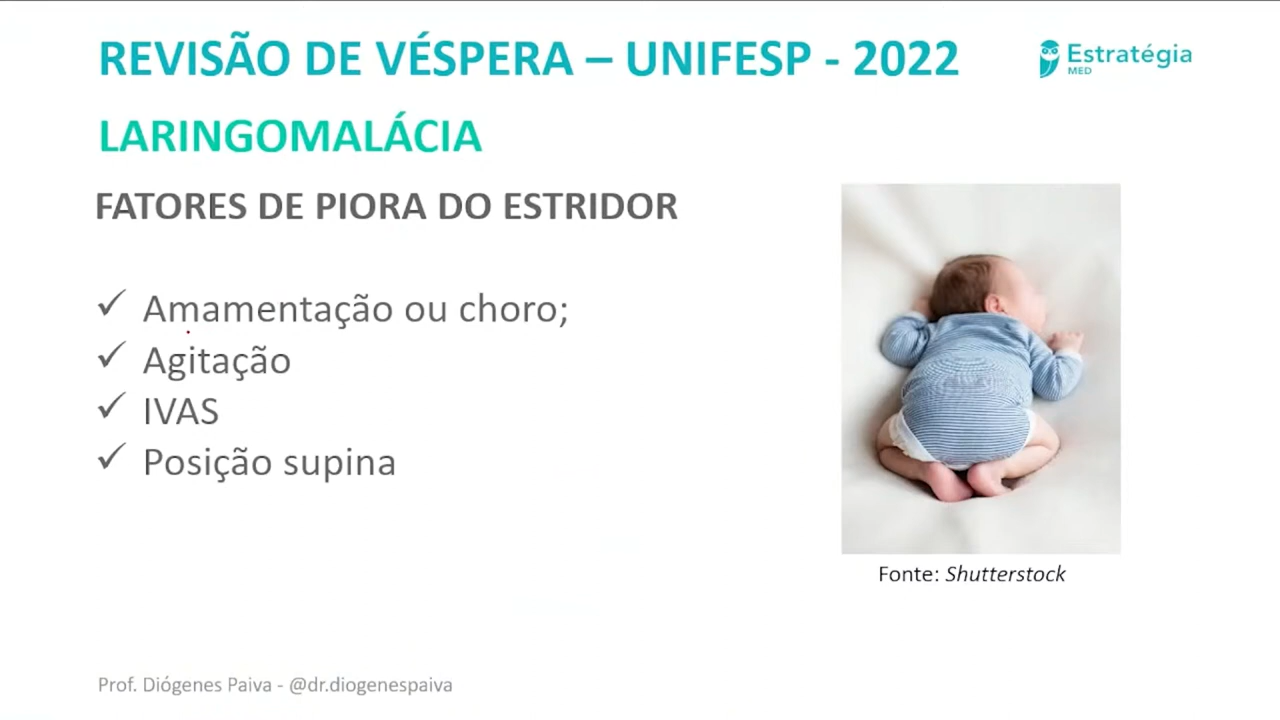 REVISÃO DE VÉSPERA – UNIFESP - 2022
Estratégia
MED
LARINGOMALÁCIA
FATORES DE PIORA DO ESTRIDOR
✓ Amamentação ou choro;
✓ Agitação
✓ IVAS
✓ Posição supina
Fonte: Shutterstock
Prof. Diógenes Paiva - @dr.diogenespaiva